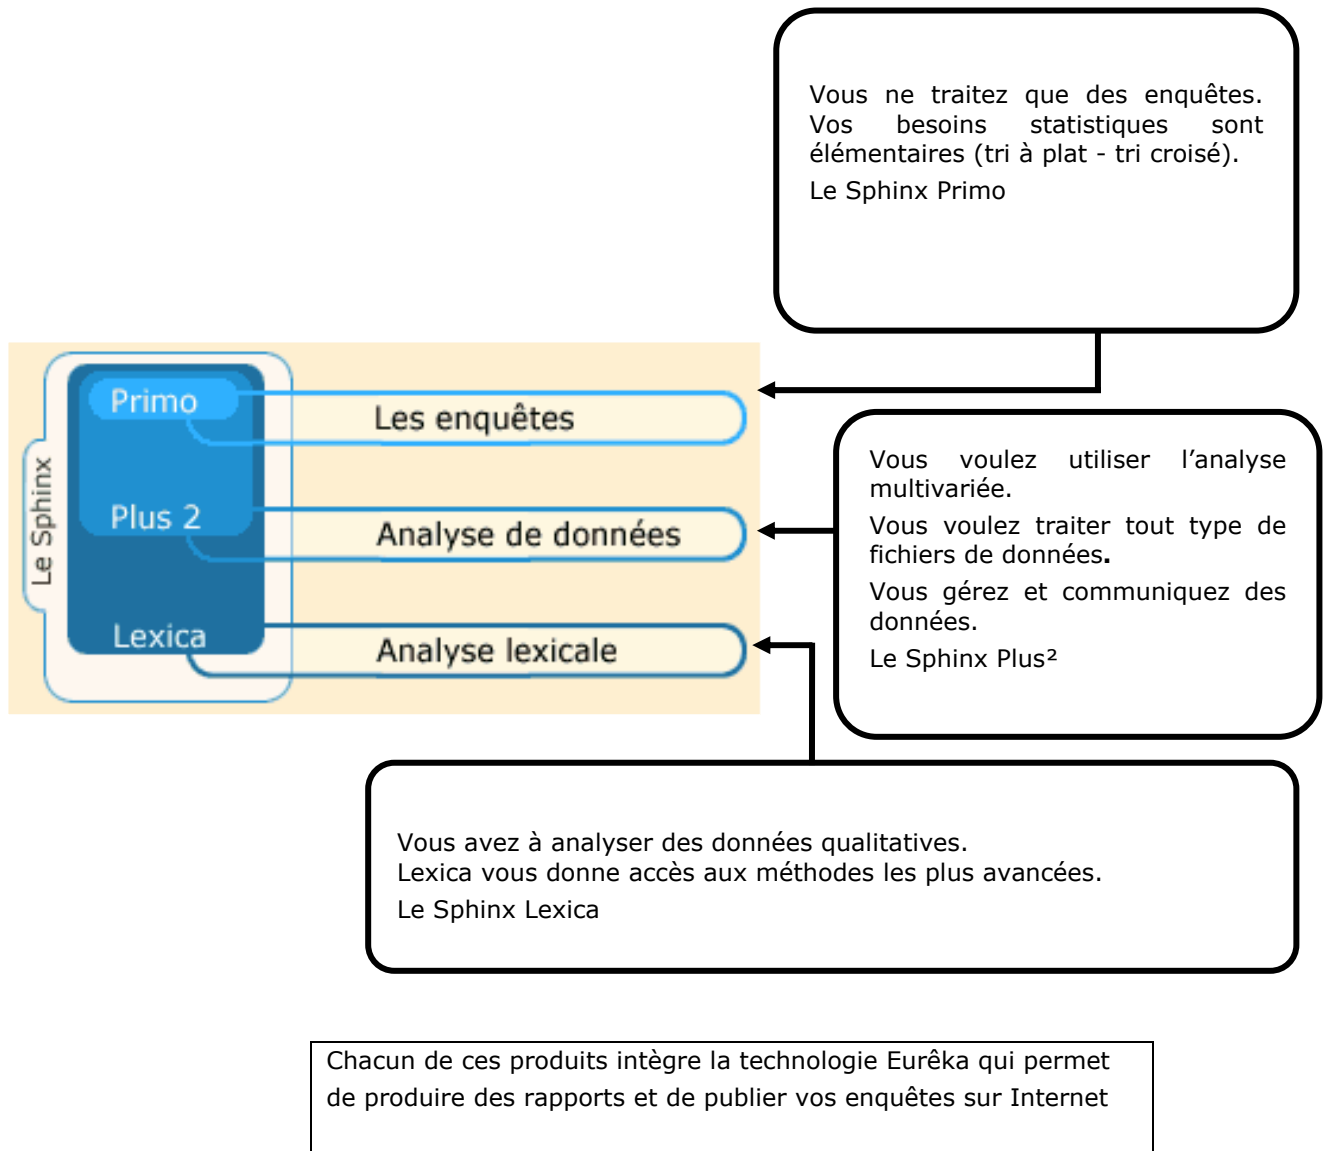 Vous ne traitez que des enquêtes.
Vos besoins statistiques sont
élémentaires (tri à plat - tri croisé).
Le Sphinx Primo
Le Sphinx
Primo
Les enquêtes
Plus 2
Analyse de données
Lexica
Analyse lexicale
Vous voulez utiliser l’analyse
multivariée.
Vous voulez traiter tout type de
fichiers de données.
Vous gérez et communiquez des
données.
Le Sphinx Plus²
Vous avez à analyser des données qualitatives.
Lexica vous donne accès aux méthodes les plus avancées.
Le Sphinx Lexica
Chacun de ces produits intègre la technologie Eurêka qui permet
de produire des rapports et de publier vos enquêtes sur Internet